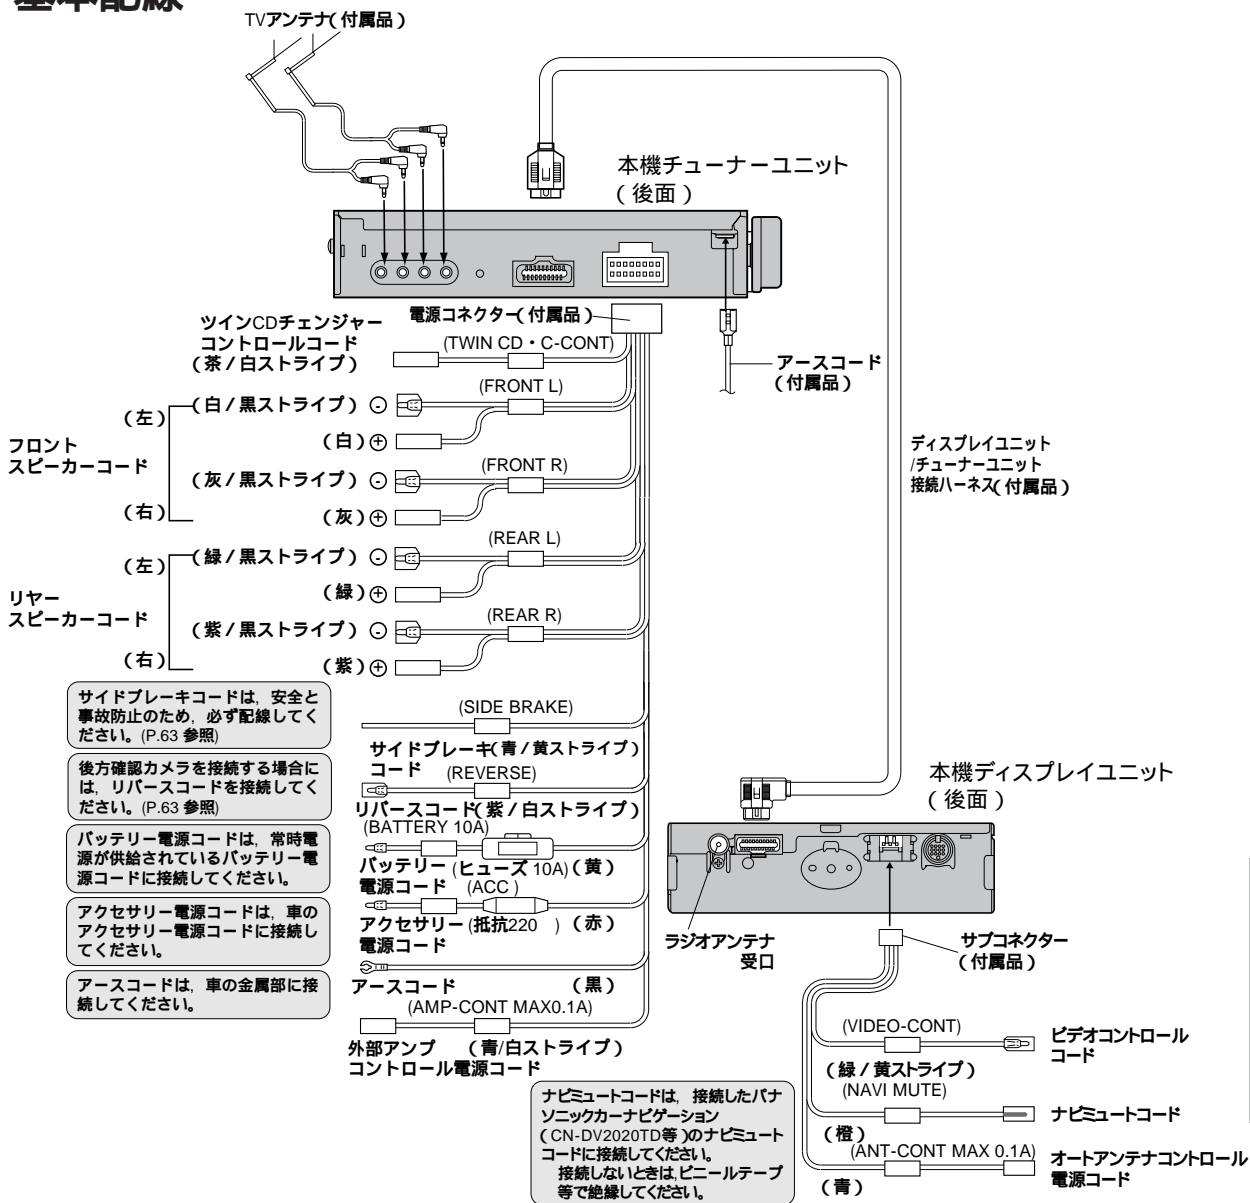 基本配線
TVアンテナ(付属品)
本機チューナーユニット
(後面)
電源コネクター(付属品)
ツインCDチェンジャー
コントロールコード
(茶/白ストライプ)
(TWIN CD・C-CONT)
アースコード
(付属品)
(FRONT L)
(左)
(白/黒ストライプ)
-
(白)
+
フロント
スピーカーコード
(FRONT R)
(灰/黒ストライプ)
-
(右)
(灰)
+
ディスプレイユニット
/チューナーユニット
接続ハーネス(付属品)
(REAR L)
(左)
(緑/黒ストライプ)
-
(緑)
+
リヤー
スピーカーコード
(REAR R)
(紫/黒ストライプ)
-
(右)
(紫)
+
サイドブレーキコードは,安全と
事故防止のため,必ず配線してく
ださい。(P.63 参照)
(SIDE BRAKE)
サイドブレーキ(青/黄ストライプ)
コード
後方確認カメラを接続する場合に
は,リバースコードを接続してく
ださい。(P.63 参照)
(REVERSE)
リバースコード(紫/白ストライプ)
バッテリー電源コードは,常時電
源が供給されているバッテリー電
源コードに接続してください。
(BATTERY 10A)
バッテリー (ヒューズ 10A)(黄)
電源コード
アクセサリー電源コードは,車の
アクセサリー電源コードに接続し
てください。
(ACC )
アクセサリー (抵抗220 )(赤)
電源コード
アースコードは,車の金属部に接
続してください。
アースコード (黒)
(AMP-CONT MAX0.1A)
外部アンプ (青/白ストライプ)
コントロール電源コード
本機ディスプレイユニット
(後面)
ラジオアンテナ
受口
サブコネクター
(付属品)
(VIDEO-CONT)
(緑/黄ストライプ)
ビデオコントロール
コード
(NAVI MUTE)
(橙)
ナビミュートコード
(ANT-CONT MAX 0.1A)
(青)
オートアンテナコントロール
電源コード
ナビミュートコードは,接続したパナ
ソニックカーナビゲーション
(CN-DV2020TD等)のナビミュート
コードに接続してください。
接続しないときは,ビニールテープ
等で絶縁してください。